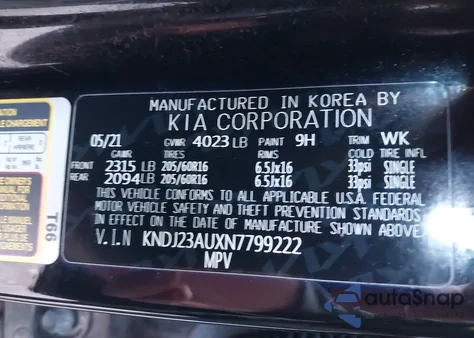 MANUFACTURED IN KOREA BY
KIA CORPORATION
05/21 GVWR 4023 LB PAINT 9H TRIM WK
GAWR TIRES RIMS COLD TIRE INFL
FRONT 2315 LB 205/60R16 6.5Jx16 33psi SINGLE
REAR 2094 LB 205/60R16 6.5Jx16 33psi SINGLE
THIS VEHICLE CONFORMS TO ALL APPLICABLE U.S.A. FEDERAL
MOTOR VEHICLE SAFETY AND THEFT PREVENTION STANDARDS
IN EFFECT ON THE DATE OF MANUFACTURE SHOWN ABOVE.
V.I.N KNDJ23AUXN7799222
MPV
T66
autoSnap